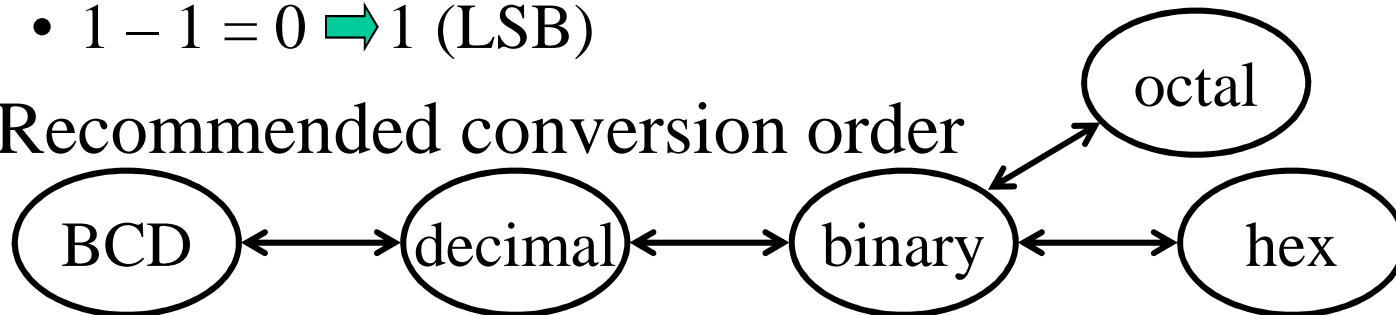 • 1 – 1 = 0 1 (LSB)
octal
Recommended conversion order
BCD decimal binary hex